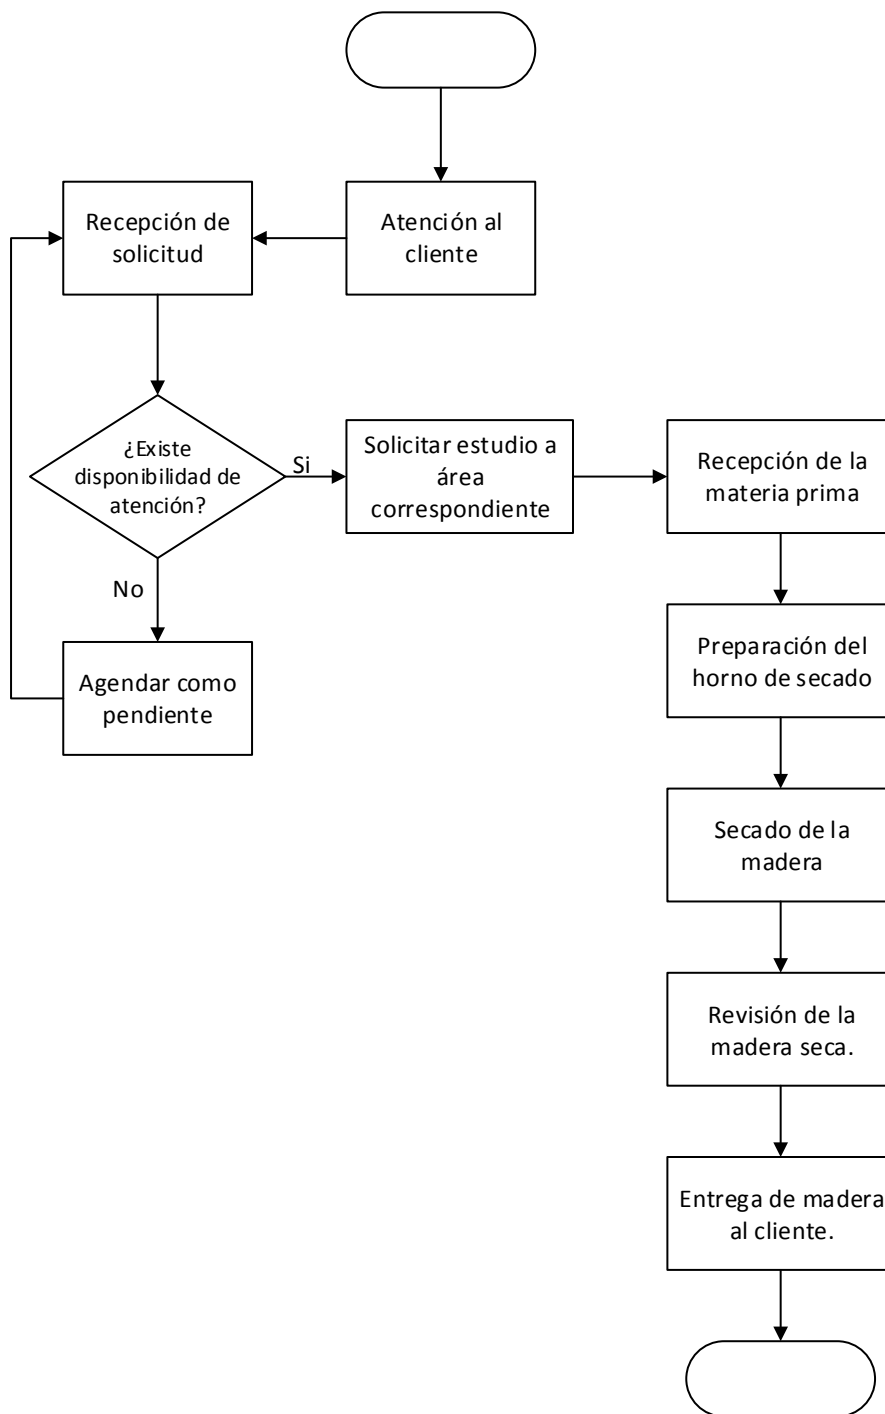 Atención al
cliente
Recepción de
solicitud
¿Existe
disponibilidad de
atención?
Si
No
Agendar como
pendiente
Solicitar estudio a
área
correspondiente
Recepción de la
materia prima
Preparación del
horno de secado
Secado de la
madera
Revisión de la
madera seca.
Entrega de madera
al cliente.